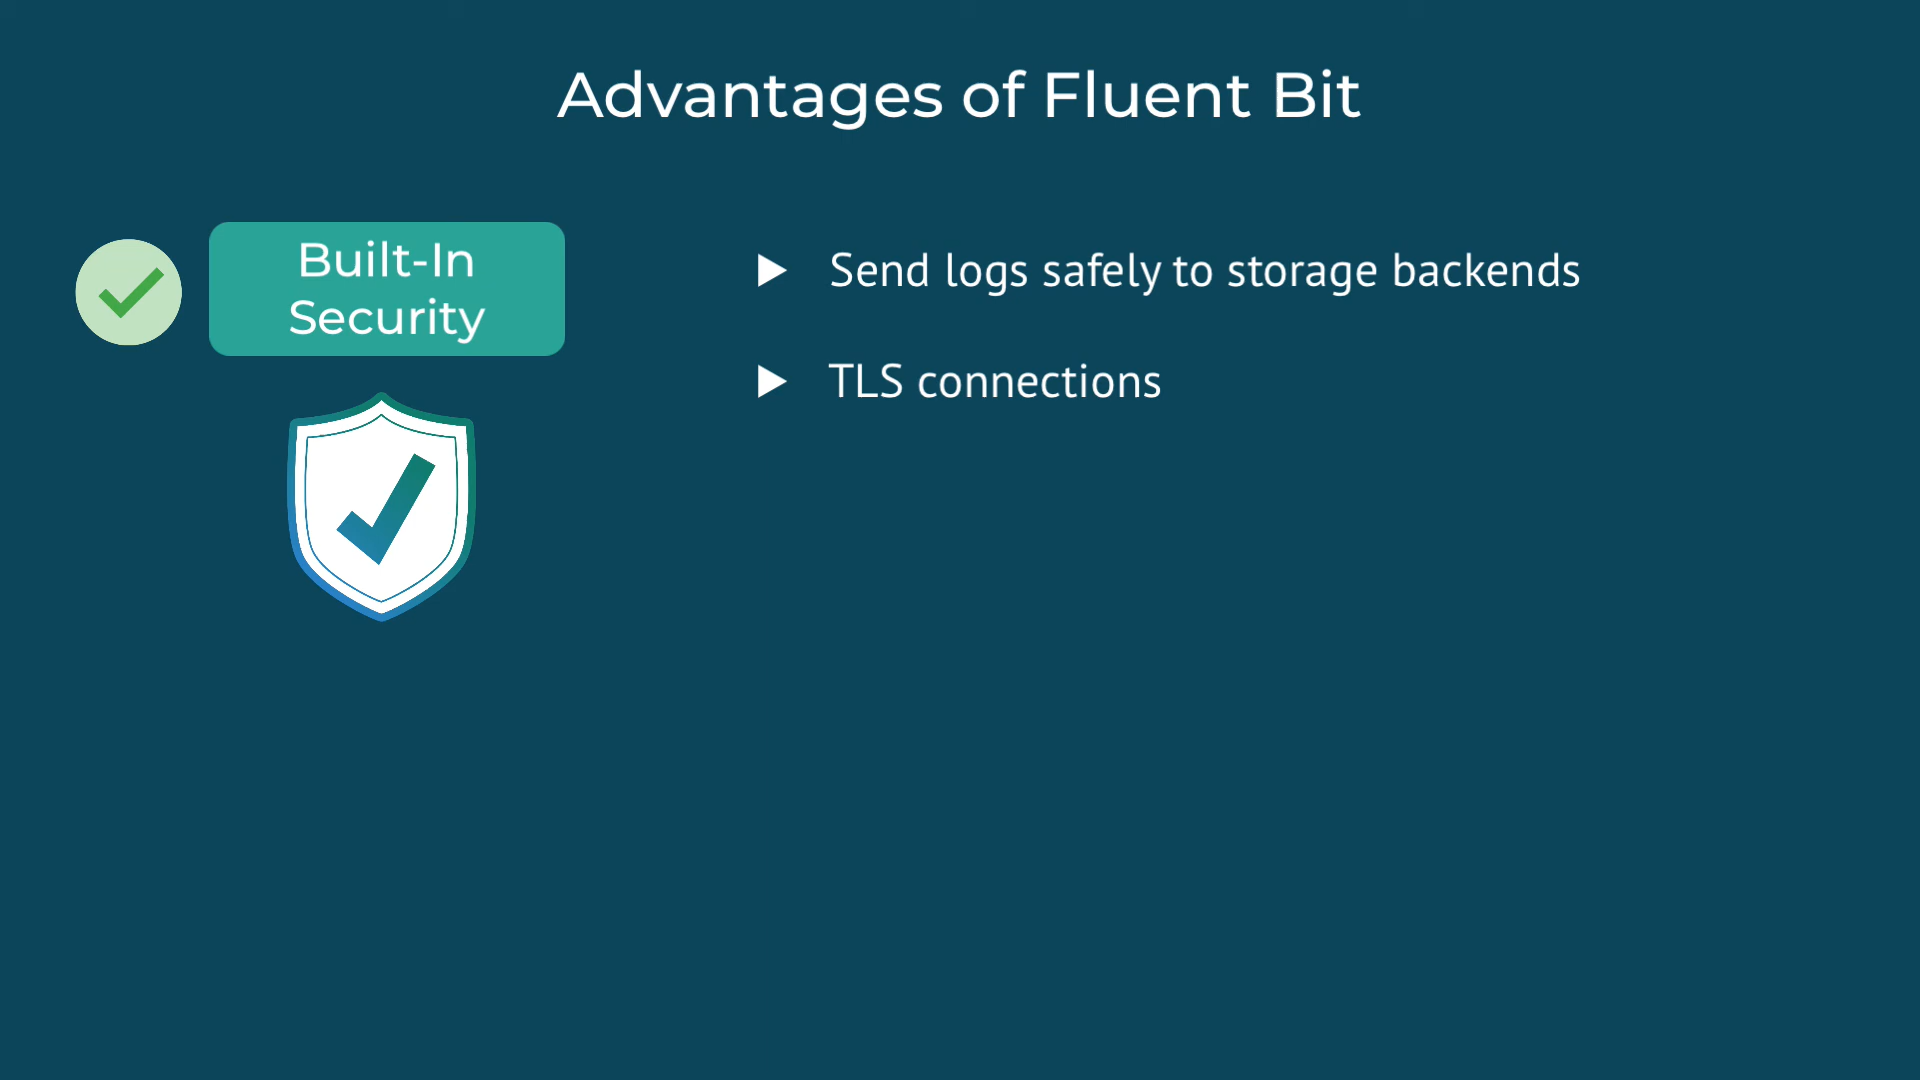 Advantages of Fluent Bit
Built-In
Security
Send logs safely to storage backends
TLS connections